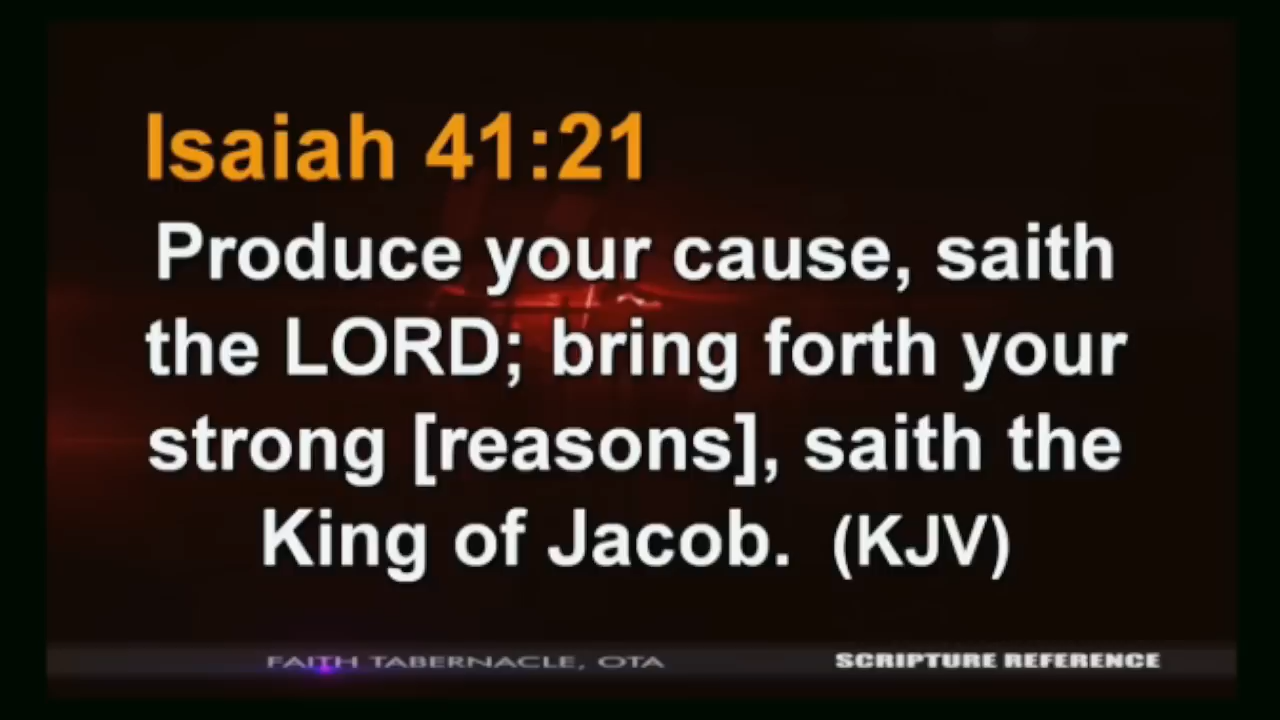 Isaiah 41:21
Produce your cause, saith
the LORD; bring forth your
strong [reasons], saith the
King of Jacob. (KJV)
FAITH TABERNACLE, OTA
SCRIPTURE REFERENCE